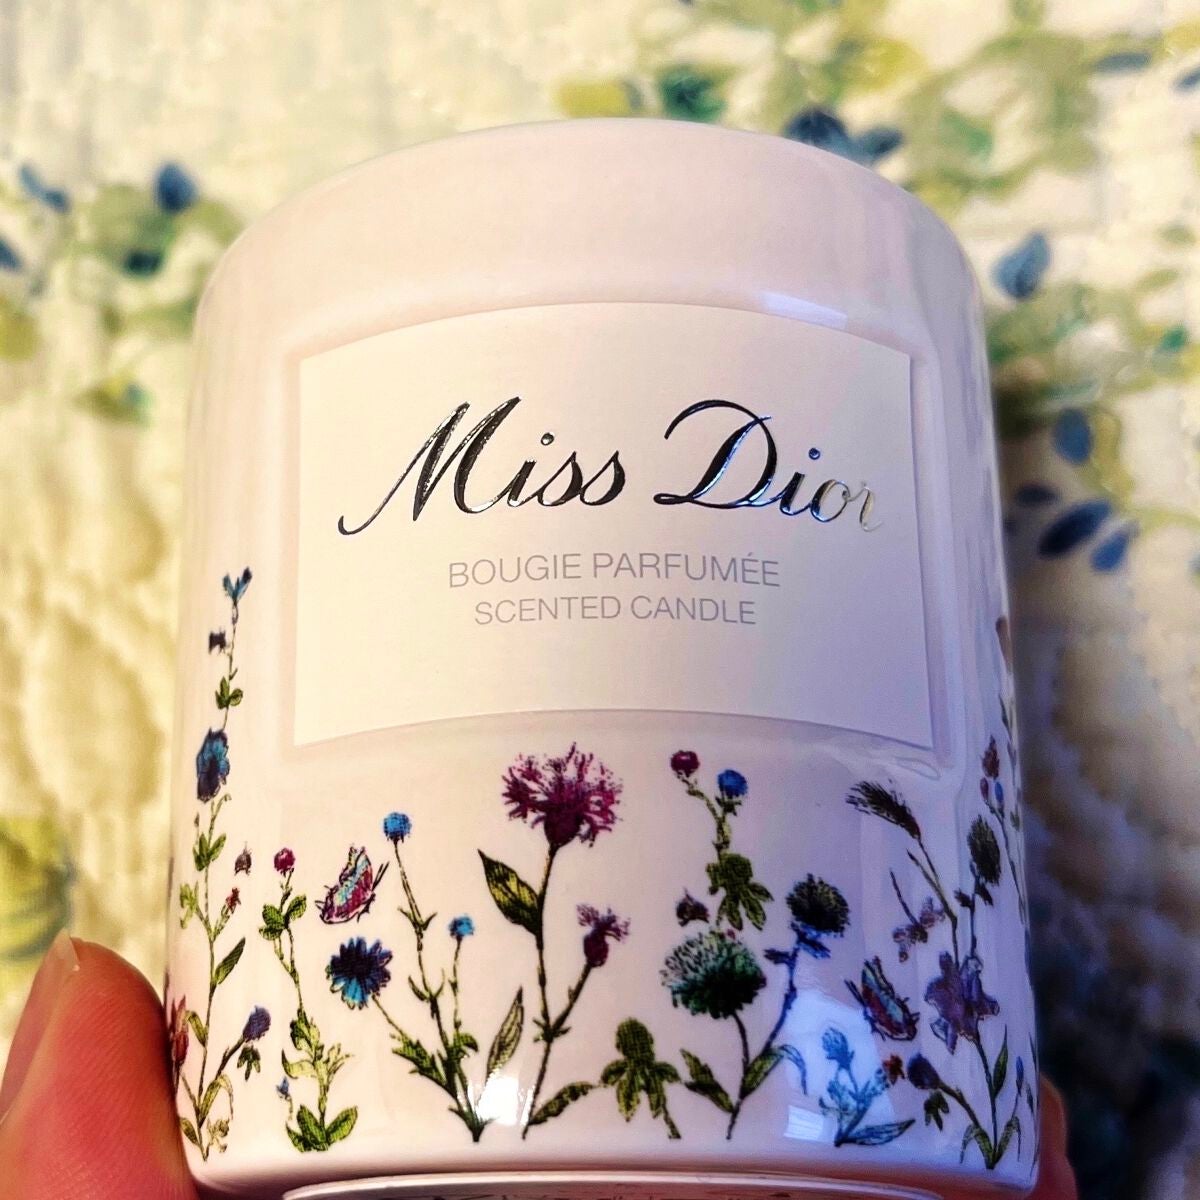 Miss Dior
BOUGIE PARFUMÉE
SCENTED CANDLE